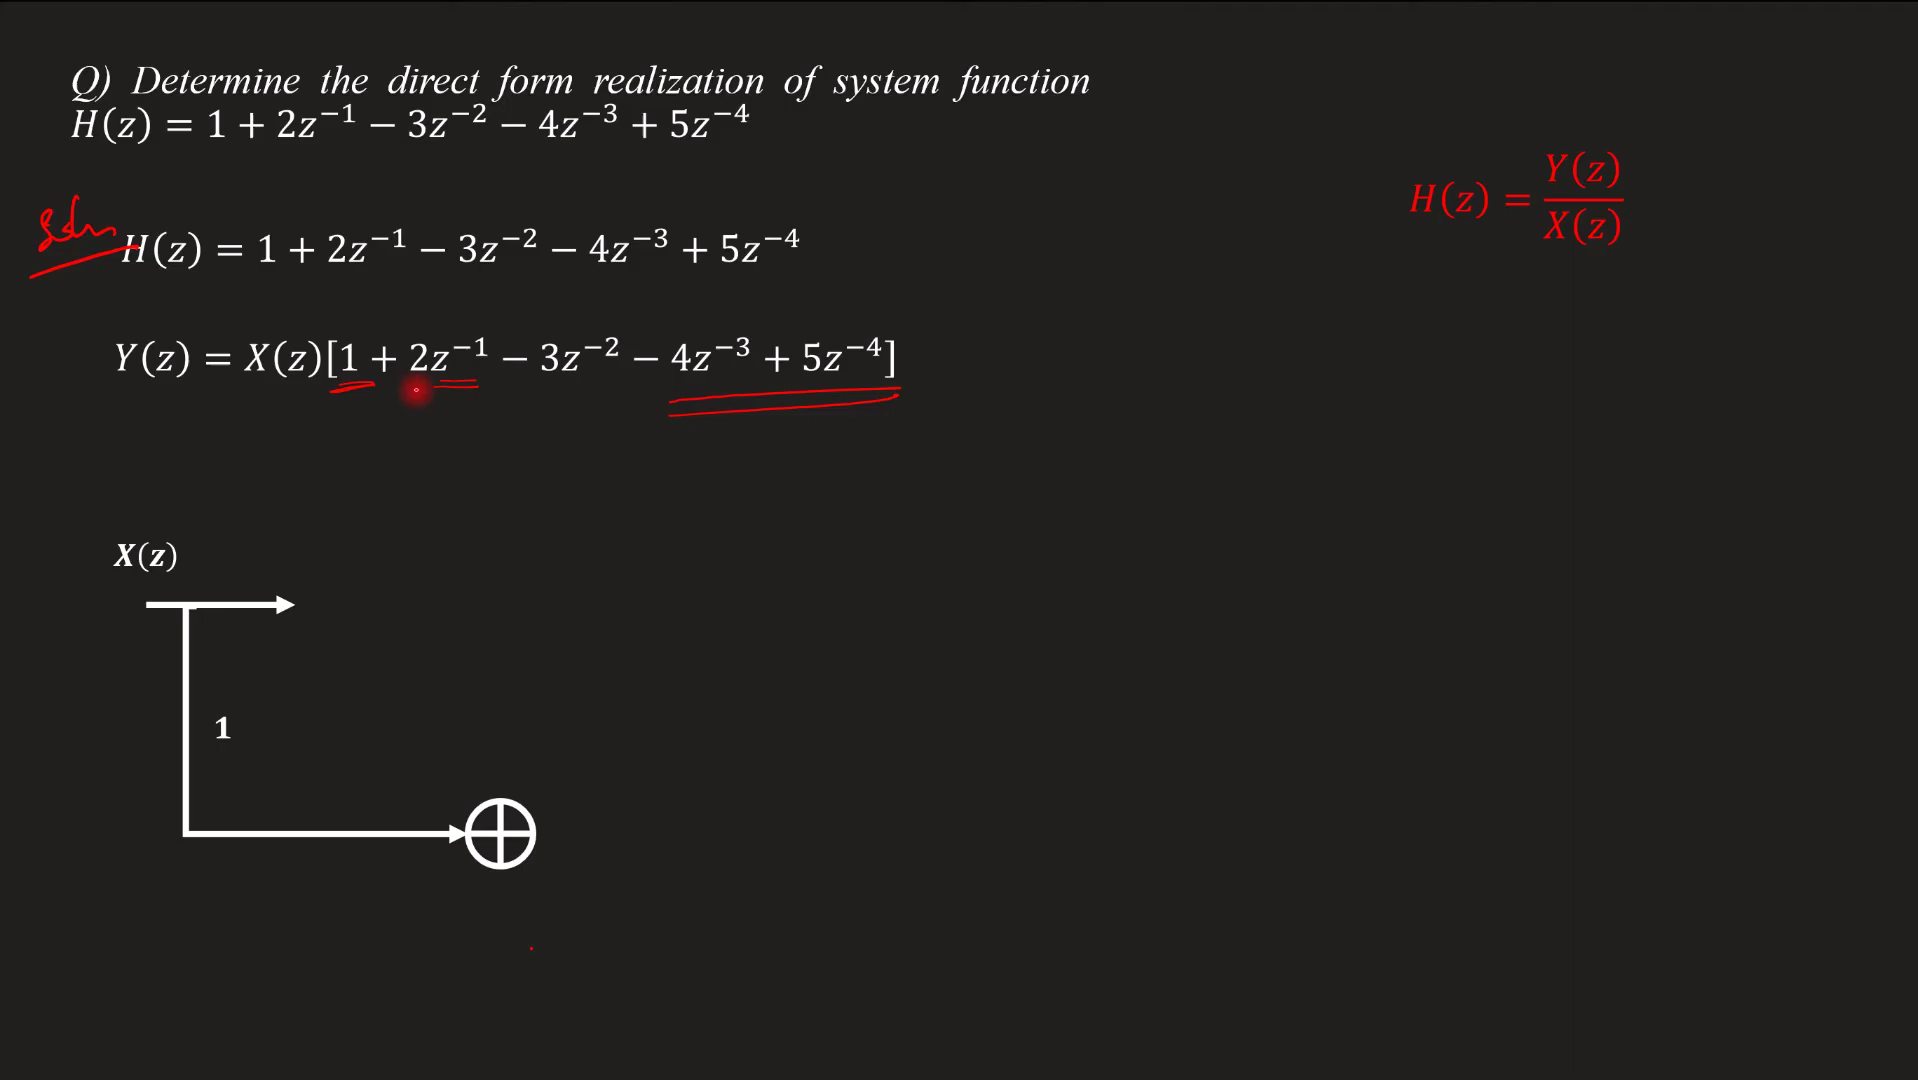 Q) Determine the direct form realization of system function
H(z) = 1 + 2z⁻¹ − 3z⁻² − 4z⁻³ + 5z⁻⁴
H(z) = Y(z)/X(z)
Soln
H(z) = 1 + 2z⁻¹ − 3z⁻² − 4z⁻³ + 5z⁻⁴
Y(z) = X(z)[1 + 2z⁻¹ − 3z⁻² − 4z⁻³ + 5z⁻⁴]
X(z)
1